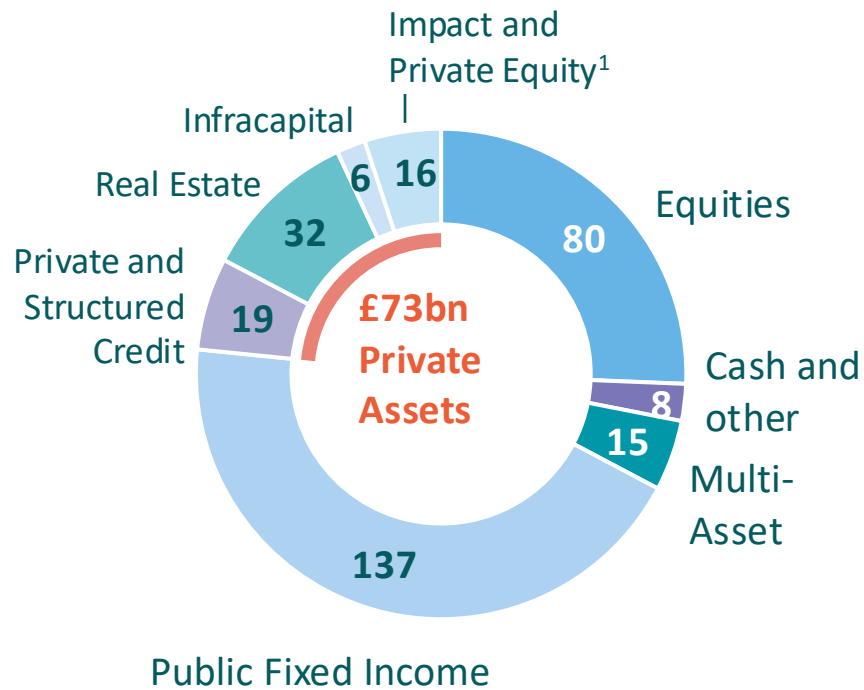 Impact and
Private Equity¹
Infracapital
6
16
Real Estate
32
Equities
80
Private and
Structured
Credit
19
£73bn
Private
Assets
Cash and
other
8
15
Multi-
Asset
137
Public Fixed Income